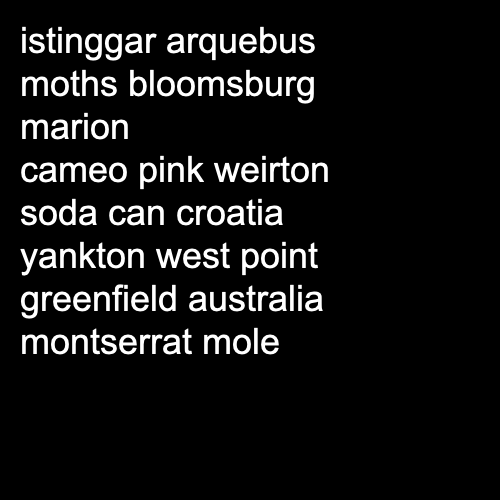 istinggar arquebus
moths bloomsburg
marion
cameo pink weirton
soda can croatia
yankton west point
greenfield australia
montserrat mole